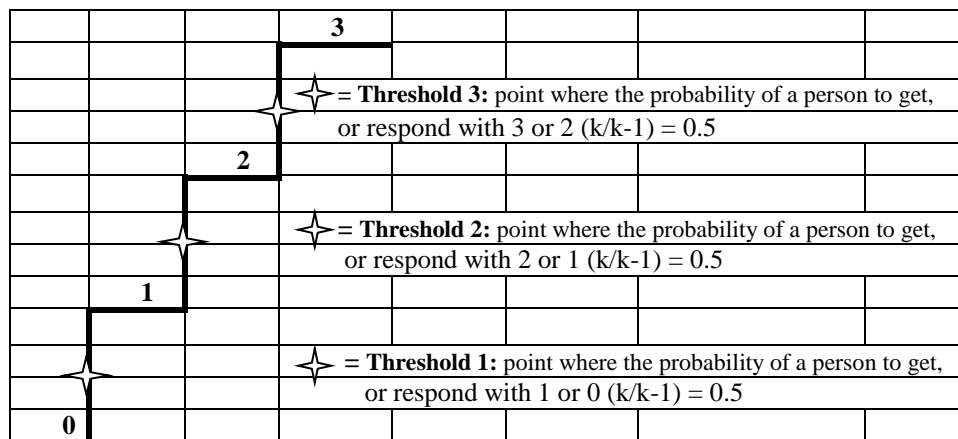 3
= Threshold 3: point where the probability of a person to get,
or respond with 3 or 2 (k/k-1) = 0.5
2
= Threshold 2: point where the probability of a person to get,
or respond with 2 or 1 (k/k-1) = 0.5
1
= Threshold 1: point where the probability of a person to get,
or respond with 1 or 0 (k/k-1) = 0.5
0